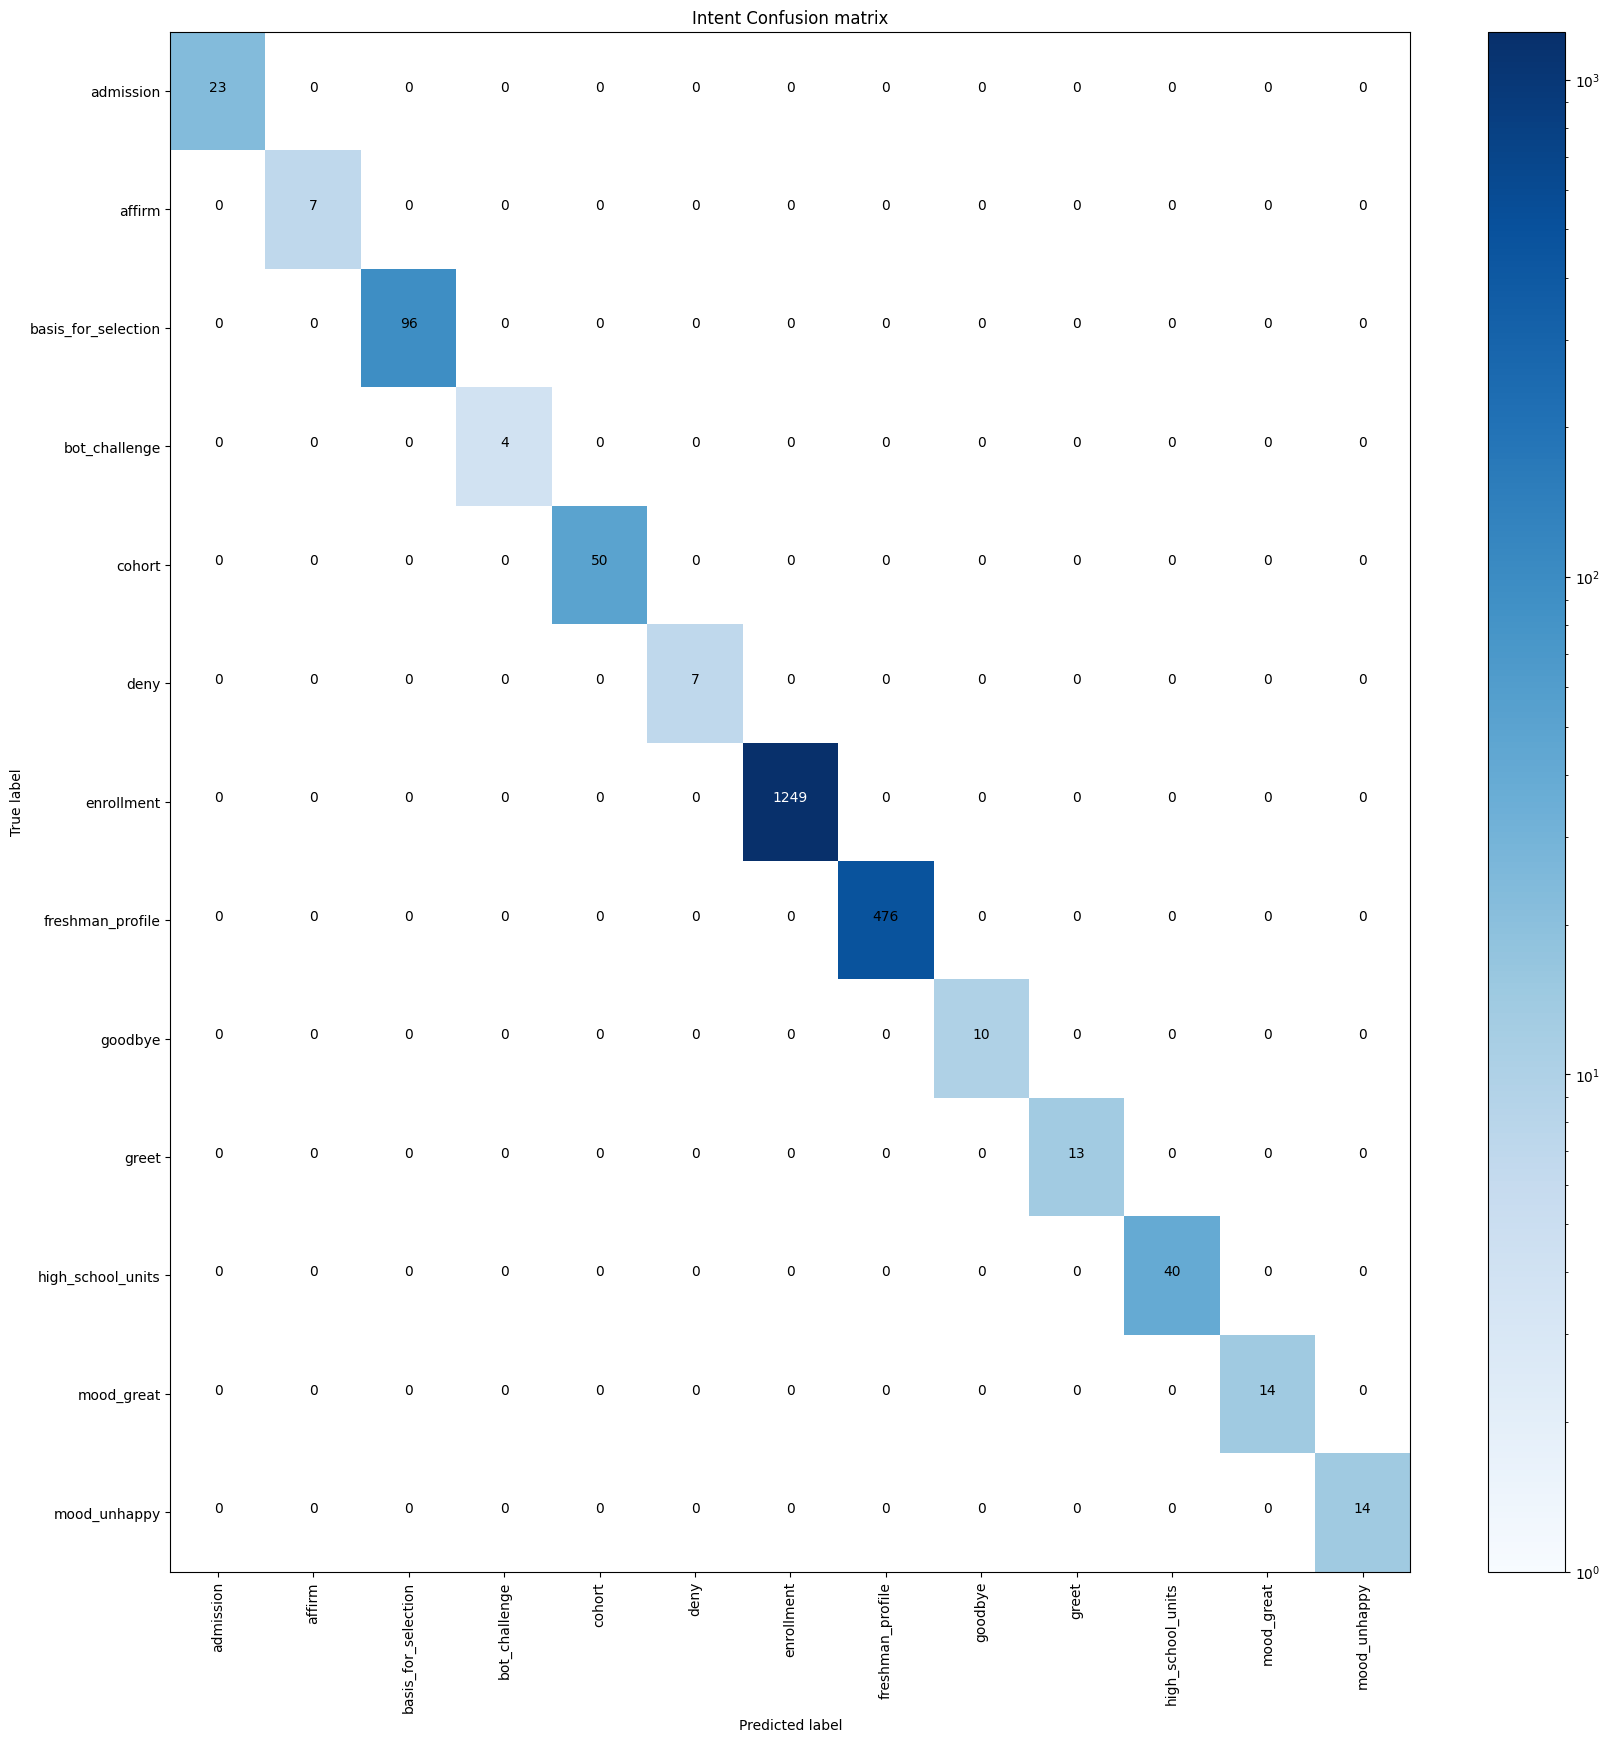 Intent Confusion matrix
admission 23 0 0 0 0 0 0 0 0 0 0 0 0
affirm 0 7 0 0 0 0 0 0 0 0 0 0 0
basis_for_selection 0 0 96 0 0 0 0 0 0 0 0 0 0
bot_challenge 0 0 0 4 0 0 0 0 0 0 0 0 0
cohort 0 0 0 0 50 0 0 0 0 0 0 0 0
deny 0 0 0 0 0 7 0 0 0 0 0 0 0
enrollment 0 0 0 0 0 0 1249 0 0 0 0 0 0
freshman_profile 0 0 0 0 0 0 0 476 0 0 0 0 0
goodbye 0 0 0 0 0 0 0 0 10 0 0 0 0
greet 0 0 0 0 0 0 0 0 0 13 0 0 0
high_school_units 0 0 0 0 0 0 0 0 0 0 40 0 0
mood_great 0 0 0 0 0 0 0 0 0 0 0 14 0
mood_unhappy 0 0 0 0 0 0 0 0 0 0 0 0 14
True label
admission
affirm
basis_for_selection
bot_challenge
cohort
deny
enrollment
freshman_profile
goodbye
greet
high_school_units
mood_great
mood_unhappy
Predicted label
10³
10²
10¹
10⁰